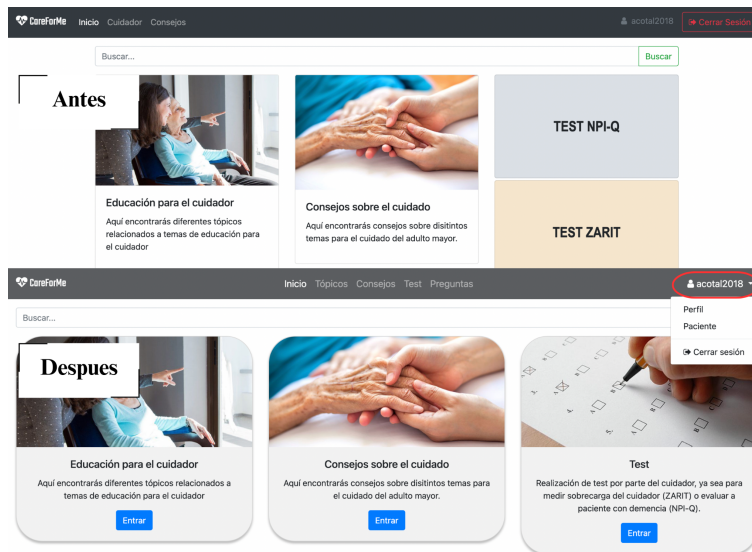 CareForMe Inicio Cuidador Consejos acotal2018 Cerrar Sesión
Buscar... Buscar
Antes
TEST NPI-Q
Educación para el cuidador
Aquí encontrarás diferentes tópicos
relacionados a temas de educación para
el cuidador
Consejos sobre el cuidado
Aquí encontrarás consejos sobre disitintos
temas para el cuidado del adulto mayor.
TEST ZARIT
CareForMe Inicio Tópicos Consejos Test Preguntas acotal2018
Buscar...
Perfil
Paciente
Cerrar sesión
Despues
Educación para el cuidador
Aquí encontrarás diferentes tópicos relacionados a
temas de educación para el cuidador
Entrar
Consejos sobre el cuidado
Aquí encontrarás consejos sobre disitintos temas para
el cuidado del adulto mayor.
Entrar
Test
Realización de test por parte del cuidador, ya sea para
medir sobrecarga del cuidador (ZARIT) o evaluar a
paciente con demencia (NPI-Q).
Entrar